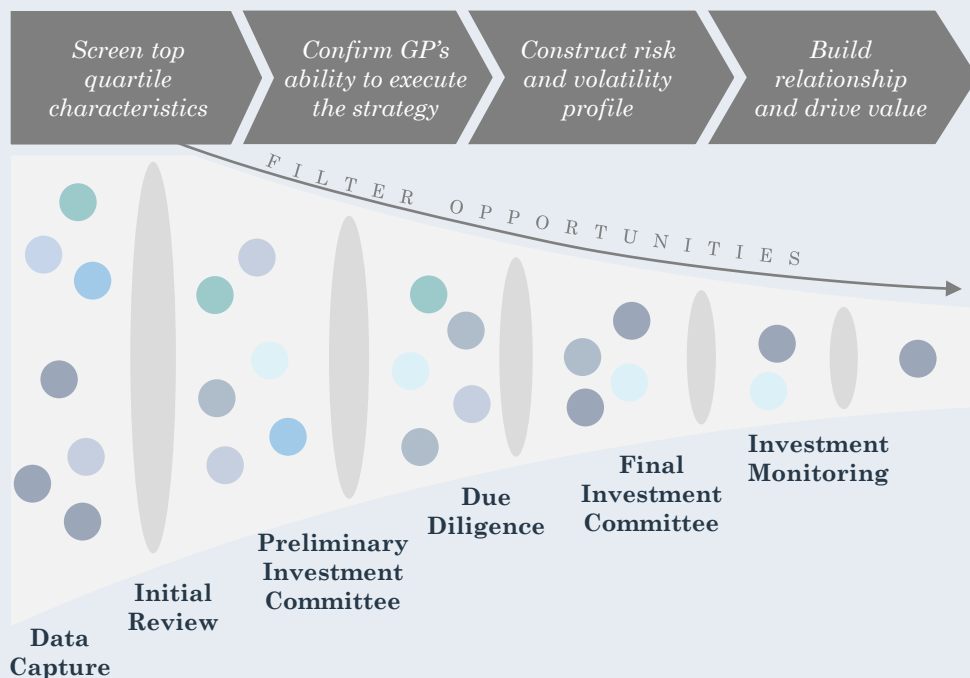 Screen top
quartile
characteristics
Confirm GP's
ability to execute
the strategy
Construct risk
and volatility
profile
Build
relationship
and drive value
FILTER OPPORTUNITIES
Data
Capture
Initial
Review
Preliminary
Investment
Committee
Due
Diligence
Final
Investment
Committee
Investment
Monitoring